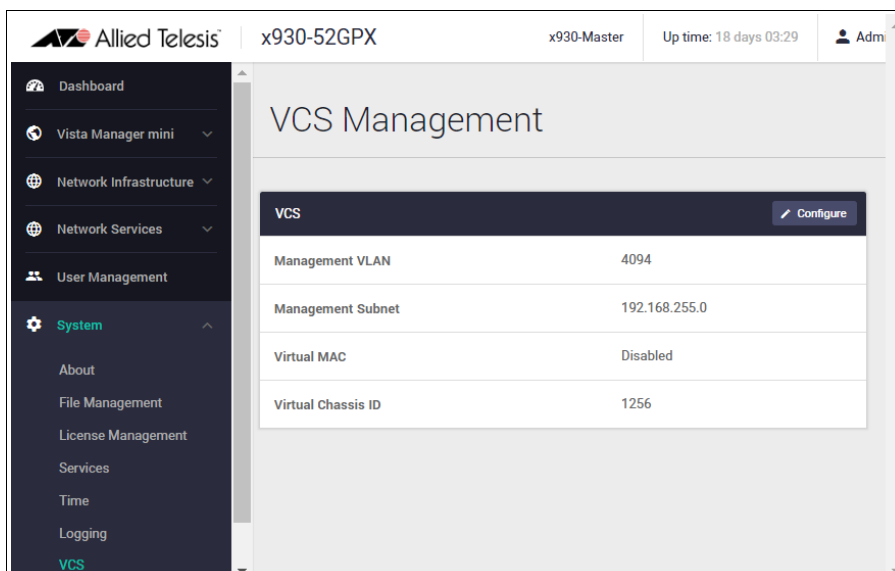 Allied Telesis x930-52GPX x930-Master Up time: 18 days 03:29 Admi
Dashboard
Vista Manager mini
Network Infrastructure
Network Services
User Management
System
About
File Management
License Management
Services
Time
Logging
VCS
VCS Management
VCS Configure
Management VLAN 4094
Management Subnet 192.168.255.0
Virtual MAC Disabled
Virtual Chassis ID 1256